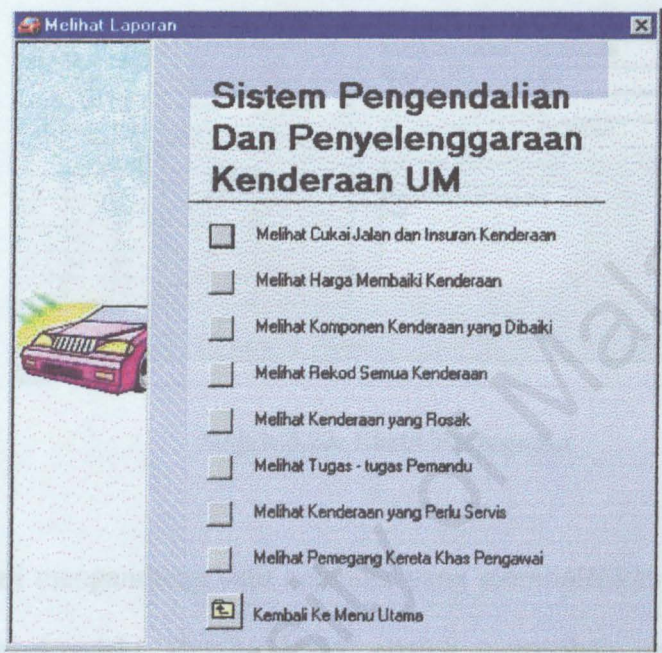 Melihat Laporan
Sistem Pengendalian
Dan Penyelenggaraan
Kenderaan UM
Melihat Cukai Jalan dan Insuran Kenderaan
Melihat Harga Membaiki Kenderaan
Melihat Komponen Kenderaan yang Dibaiki
Melihat Rekod Semua Kenderaan
Melihat Kenderaan yang Rosak
Melihat Tugas - tugas Pemandu
Melihat Kenderaan yang Perlu Servis
Melihat Pemegang Kereta Khas Pengawai
Kembali Ke Menu Utama